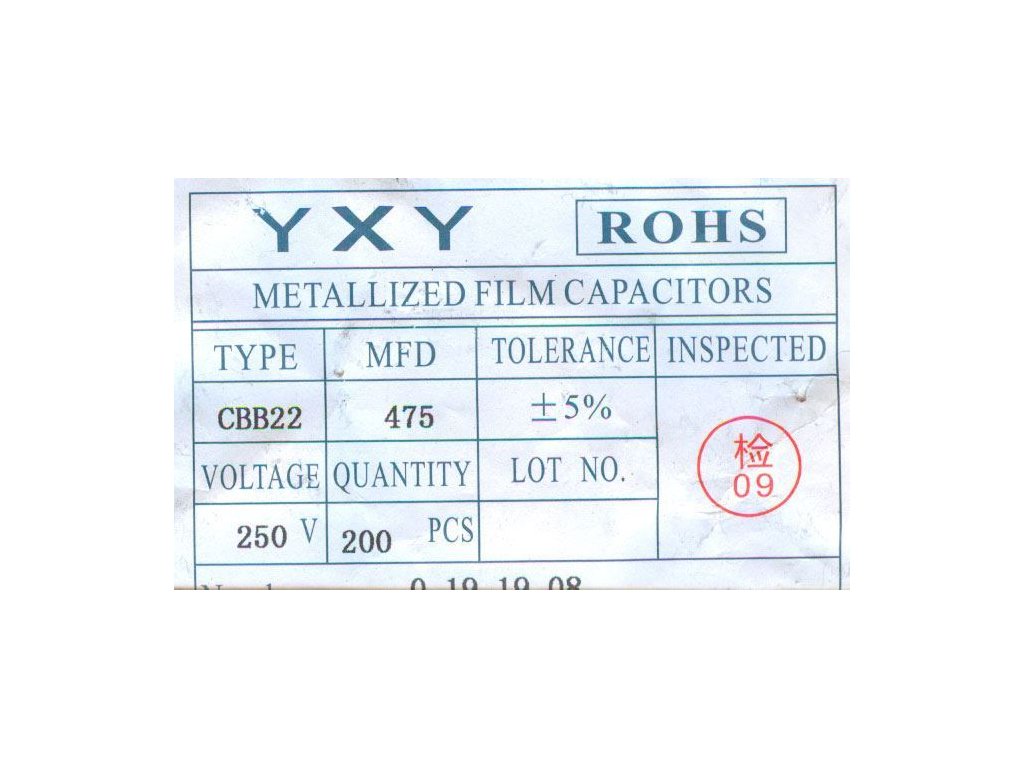 YXY ROHS
METALLIZED FILM CAPACITORS
TYPE MFD TOLERANCE INSPECTED
CBB22 475 ±5%
VOLTAGE QUANTITY LOT NO.
检
09
250 V 200 PCS